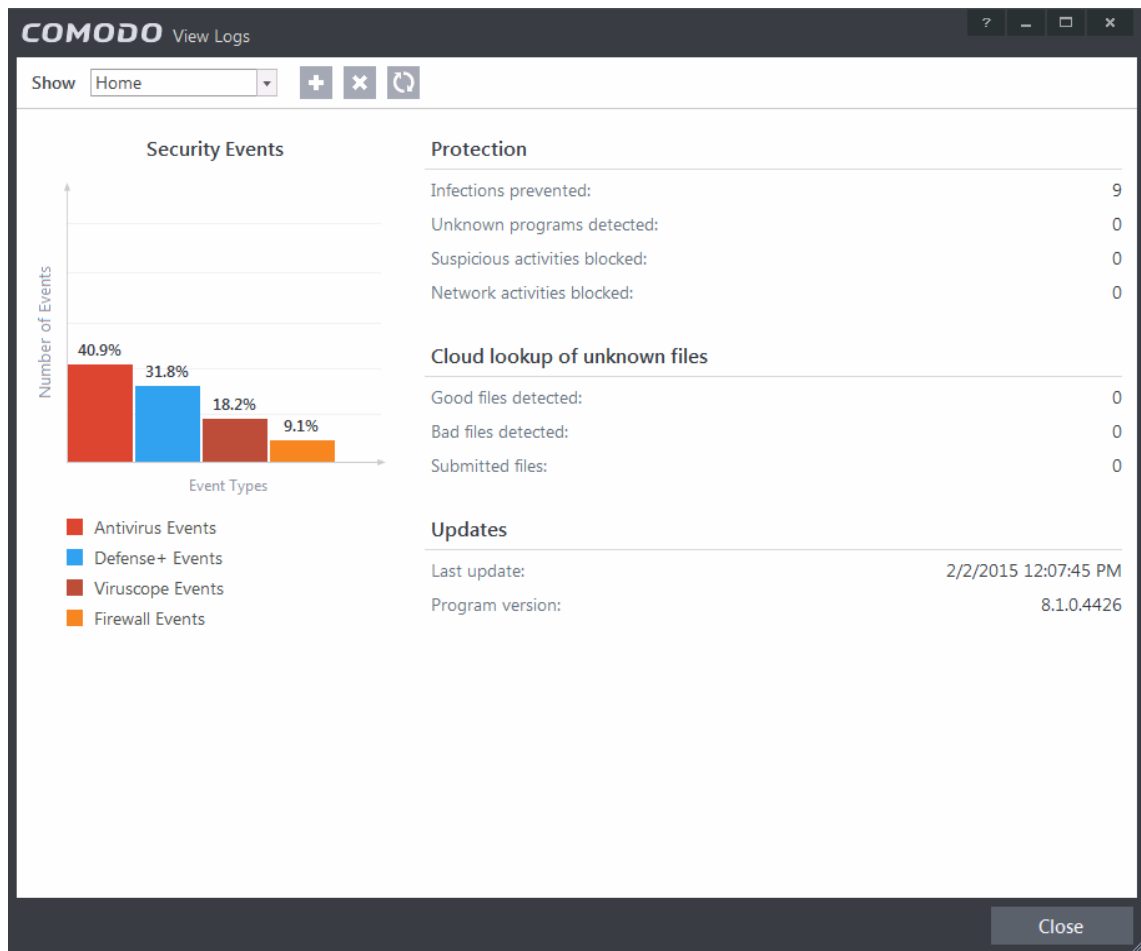 COMODO View Logs
?
Show Home
Security Events
Number of Events
40.9%
31.8%
18.2%
9.1%
Event Types
Antivirus Events
Defense+ Events
Viruscope Events
Firewall Events
Protection
Infections prevented: 9
Unknown programs detected: 0
Suspicious activities blocked: 0
Network activities blocked: 0
Cloud lookup of unknown files
Good files detected: 0
Bad files detected: 0
Submitted files: 0
Updates
Last update: 2/2/2015 12:07:45 PM
Program version: 8.1.0.4426
Close